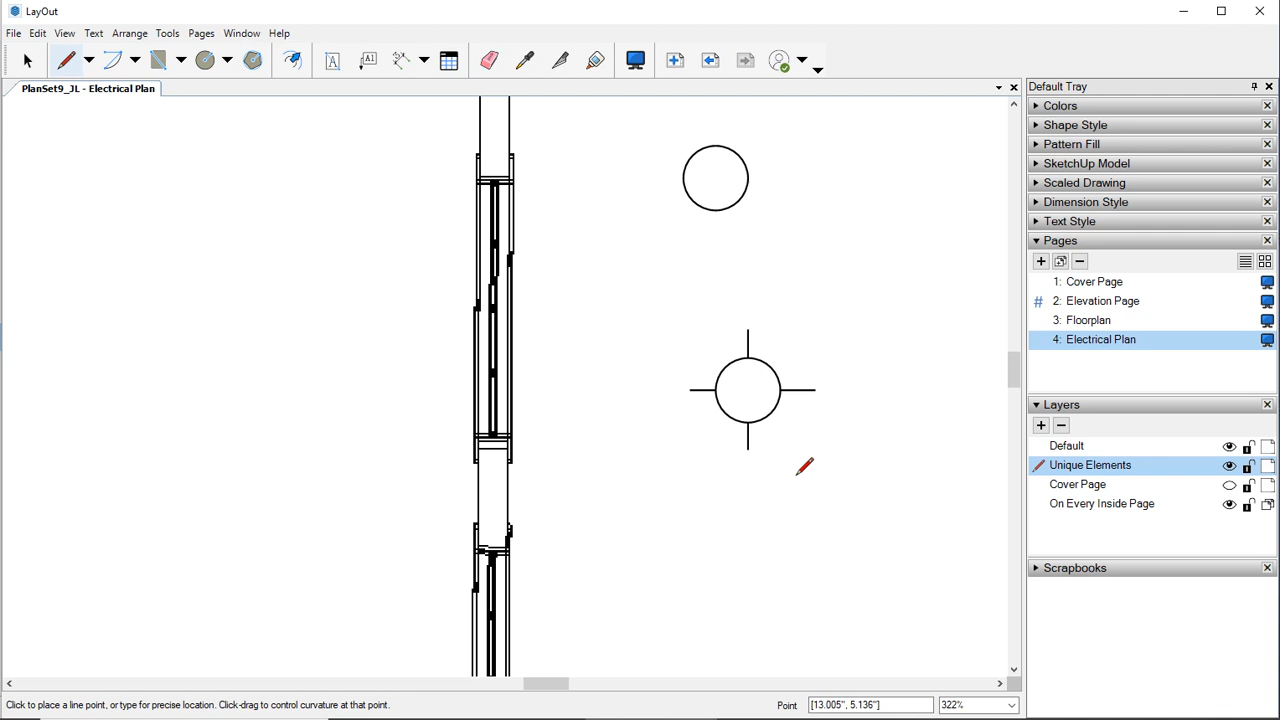 LayOut
File Edit View Text Arrange Tools Pages Window Help
A A1
PlanSet9_JL - Electrical Plan
Default Tray
Colors
Shape Style
Pattern Fill
SketchUp Model
Scaled Drawing
Dimension Style
Text Style
Pages
1: Cover Page
# 2: Elevation Page
3: Floorplan
4: Electrical Plan
Layers
Default
Unique Elements
Cover Page
On Every Inside Page
Scrapbooks
Click to place a line point, or type for precise location. Click-drag to control curvature at that point. Point [13.005", 5.136"] 322%